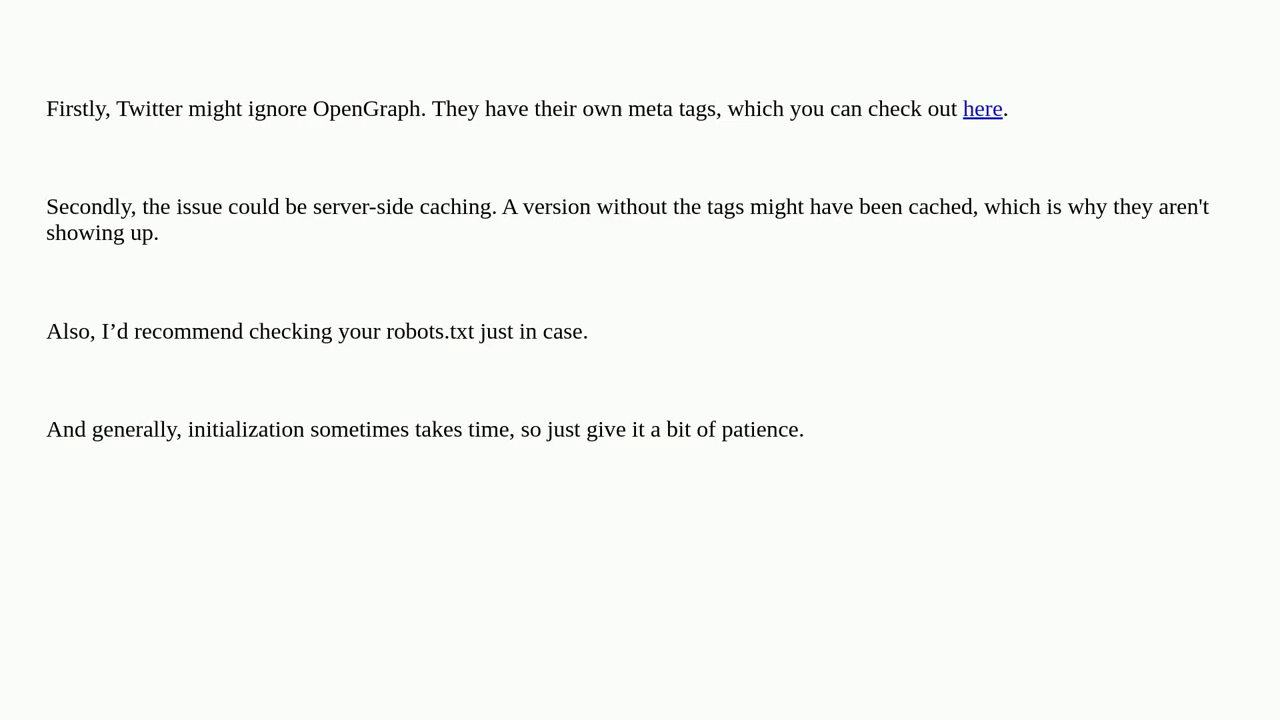 Firstly, Twitter might ignore OpenGraph. They have their own meta tags, which you can check out here.
Secondly, the issue could be server-side caching. A version without the tags might have been cached, which is why they aren't
showing up.
Also, I’d recommend checking your robots.txt just in case.
And generally, initialization sometimes takes time, so just give it a bit of patience.